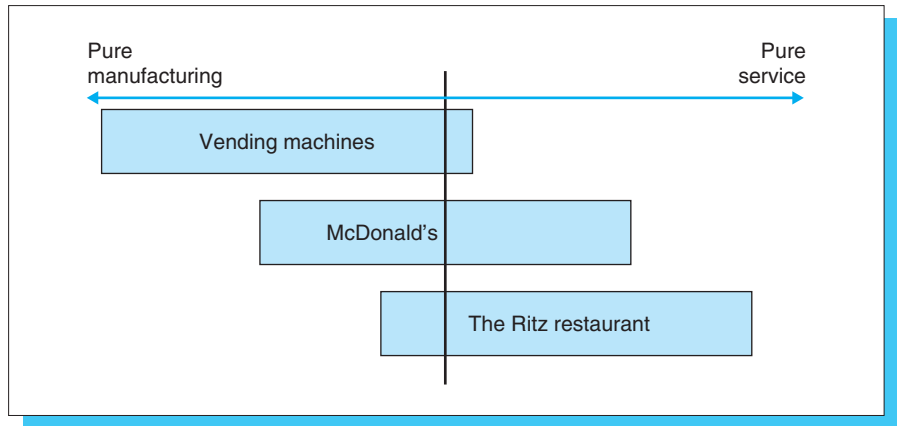 Pure
manufacturing
Pure
service
Vending machines
McDonald's
The Ritz restaurant